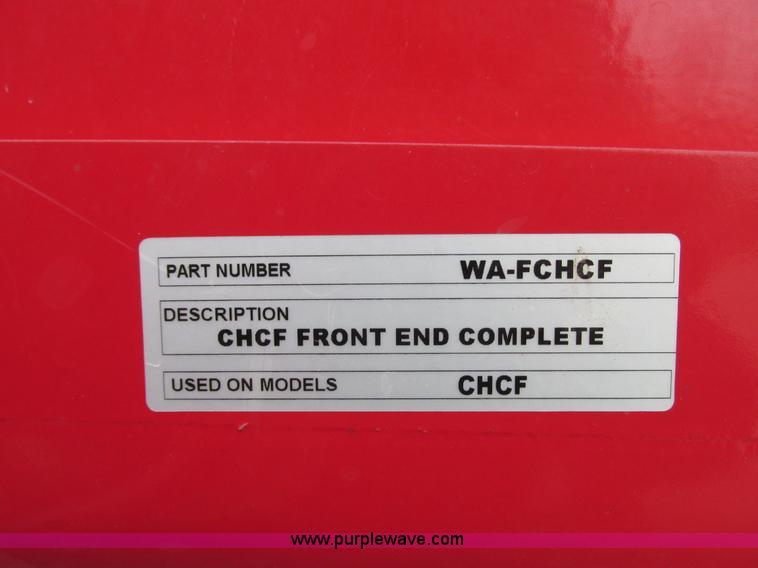 PART NUMBER WA-FCHCF
DESCRIPTION
CHCF FRONT END COMPLETE
USED ON MODELS CHCF
www.purplewave.com